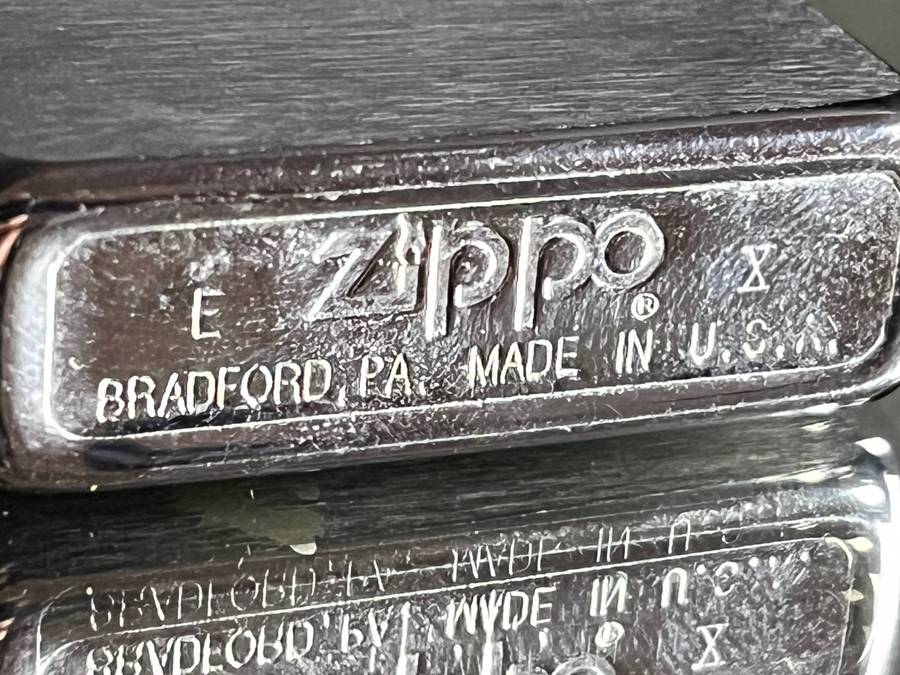 E Zippo® X
BRADFORD, PA. MADE IN U.S.A.